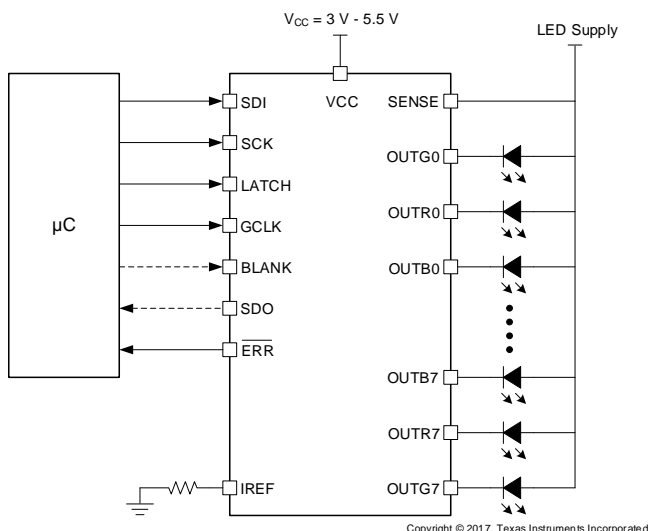 V_CC = 3 V - 5.5 V
LED Supply
µC
SDI
SCK
LATCH
GCLK
BLANK
SDO
ERR
IREF
VCC
SENSE
OUTG0
OUTR0
OUTB0
OUTB7
OUTR7
OUTG7
Copyright © 2017, Texas Instruments Incorporated